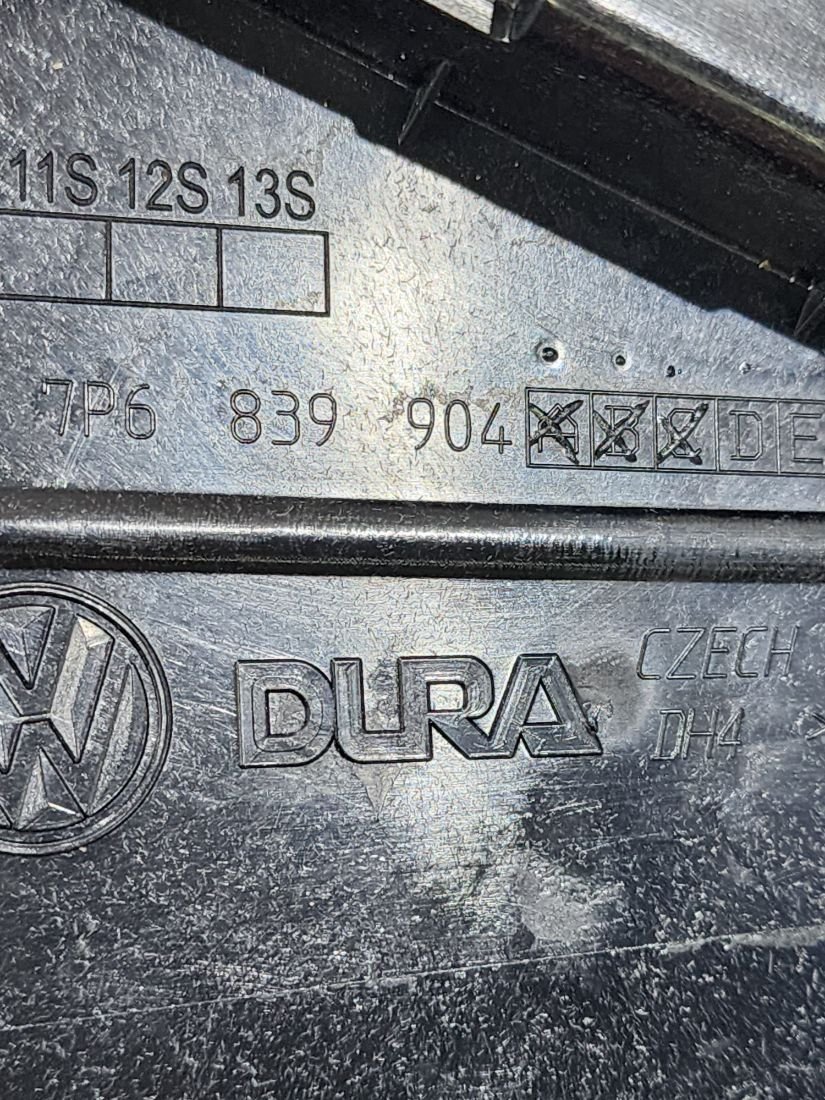 11S 12S 13S
7P6 839 904 A B C D E
DURA
CZECH
DH4 >